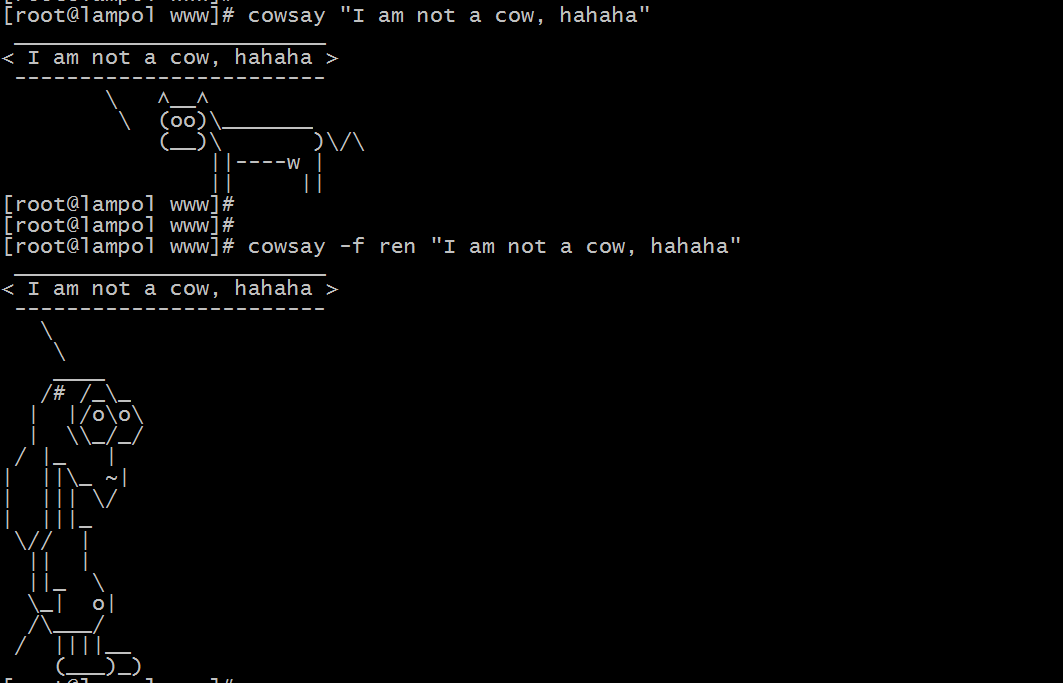 [root@lampol www]# cowsay "I am not a cow, hahaha"
 ________________________
< I am not a cow, hahaha >
 ------------------------
        \   ^__^
         \  (oo)\_______
            (__)\       )\/\
                ||----w |
                ||     ||
[root@lampol www]#
[root@lampol www]#
[root@lampol www]# cowsay -f ren "I am not a cow, hahaha"
 ________________________
< I am not a cow, hahaha >
 ------------------------
   \
    \
    ____
   /# /_\_
  |  |/o\o\
  |  \\_/_/
 / |_   |
|  ||\_ ~|
|  ||| \/
|  |||_
 \//  |
  ||  |
  ||_  \
  \_|  o|
  /\___/
 /  ||||__
    (___)_)